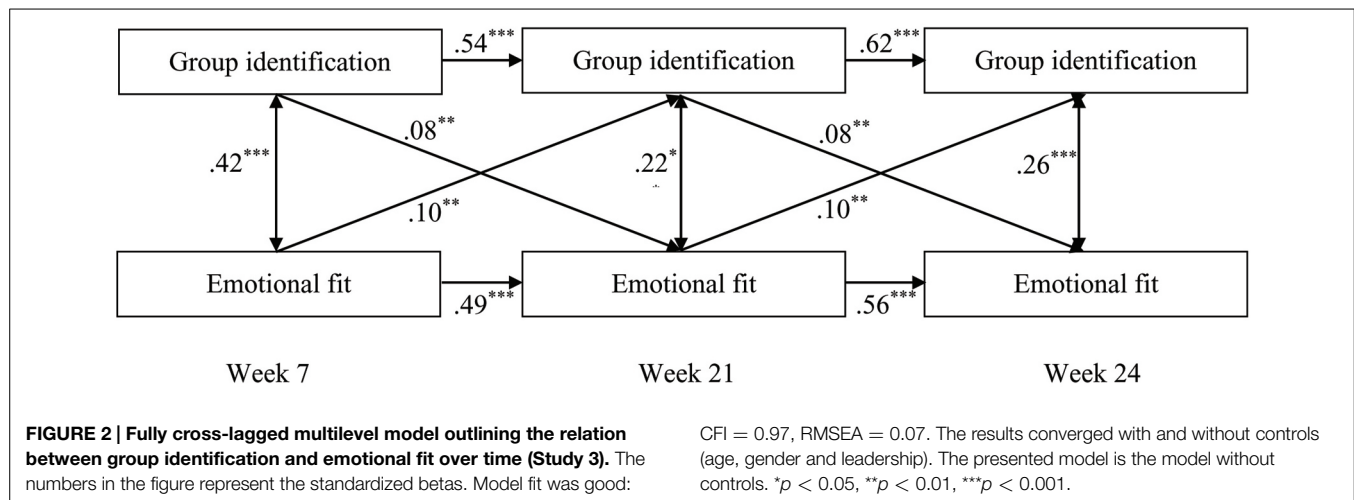 .54*** .62***
Group identification Group identification Group identification
.08** .08**
.42*** .22* .26***
*
.10** .10**
Emotional fit Emotional fit Emotional fit
.49*** .56***
Week 7 Week 21 Week 24
FIGURE 2 | Fully cross-lagged multilevel model outlining the relation
between group identification and emotional fit over time (Study 3). The
numbers in the figure represent the standardized betas. Model fit was good:
CFI = 0.97, RMSEA = 0.07. The results converged with and without controls
(age, gender and leadership). The presented model is the model without
controls. *p < 0.05, **p < 0.01, ***p < 0.001.